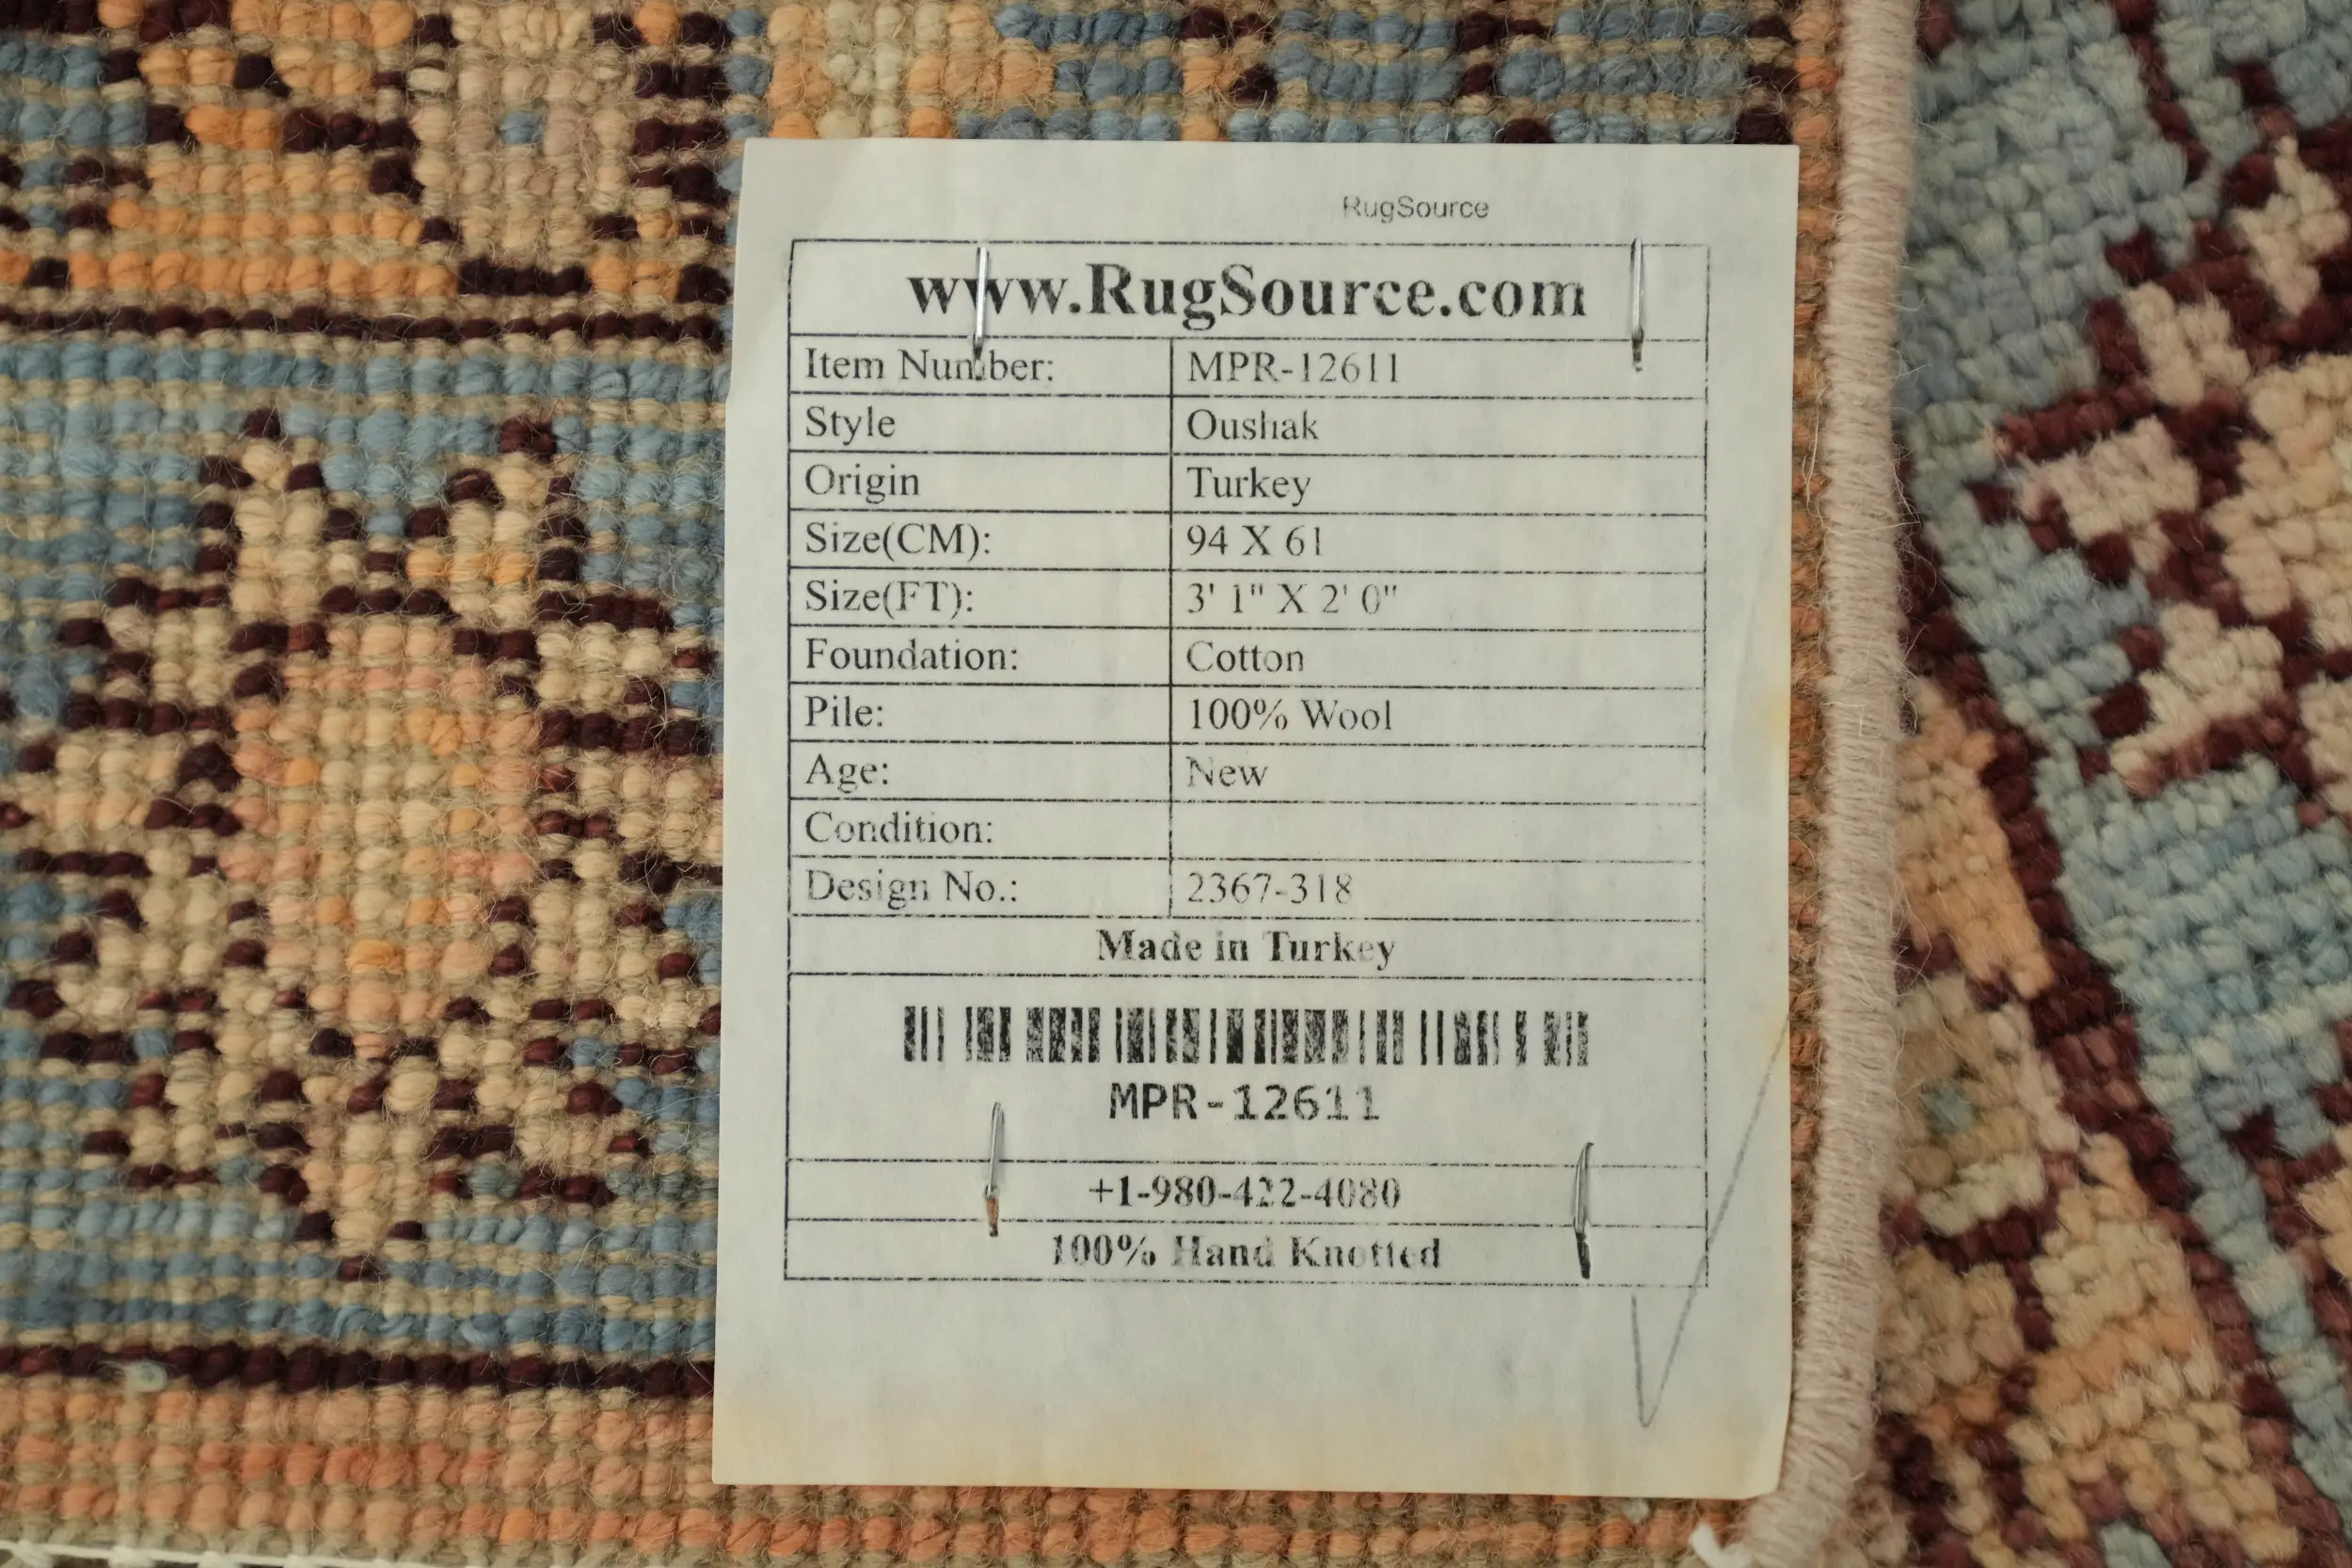 RugSource
www.RugSource.com
Item Number: MPR-12611
Style Oushak
Origin Turkey
Size(CM): 94 X 61
Size(FT): 3' 1" X 2' 0"
Foundation: Cotton
Pile: 100% Wool
Age: New
Condition:
Design No.: 2367-318
Made in Turkey
MPR-12611
+1-980-422-4080
100% Hand Knotted